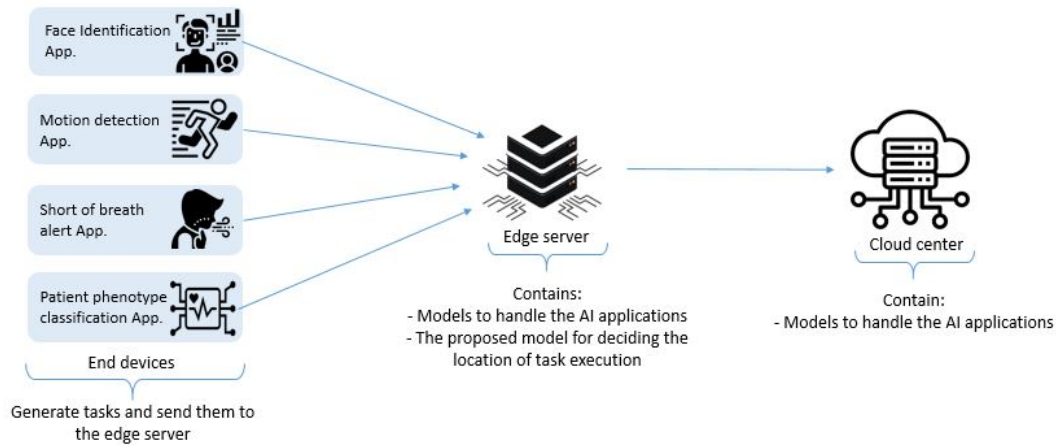 Face Identification
App.
Motion detection
App.
Short of breath
alert App.
Patient phenotype
classification App.
End devices
Generate tasks and send them to
the edge server
Edge server
Contains:
- Models to handle the AI applications
- The proposed model for deciding the
location of task execution
Cloud center
Contain:
- Models to handle the AI applications